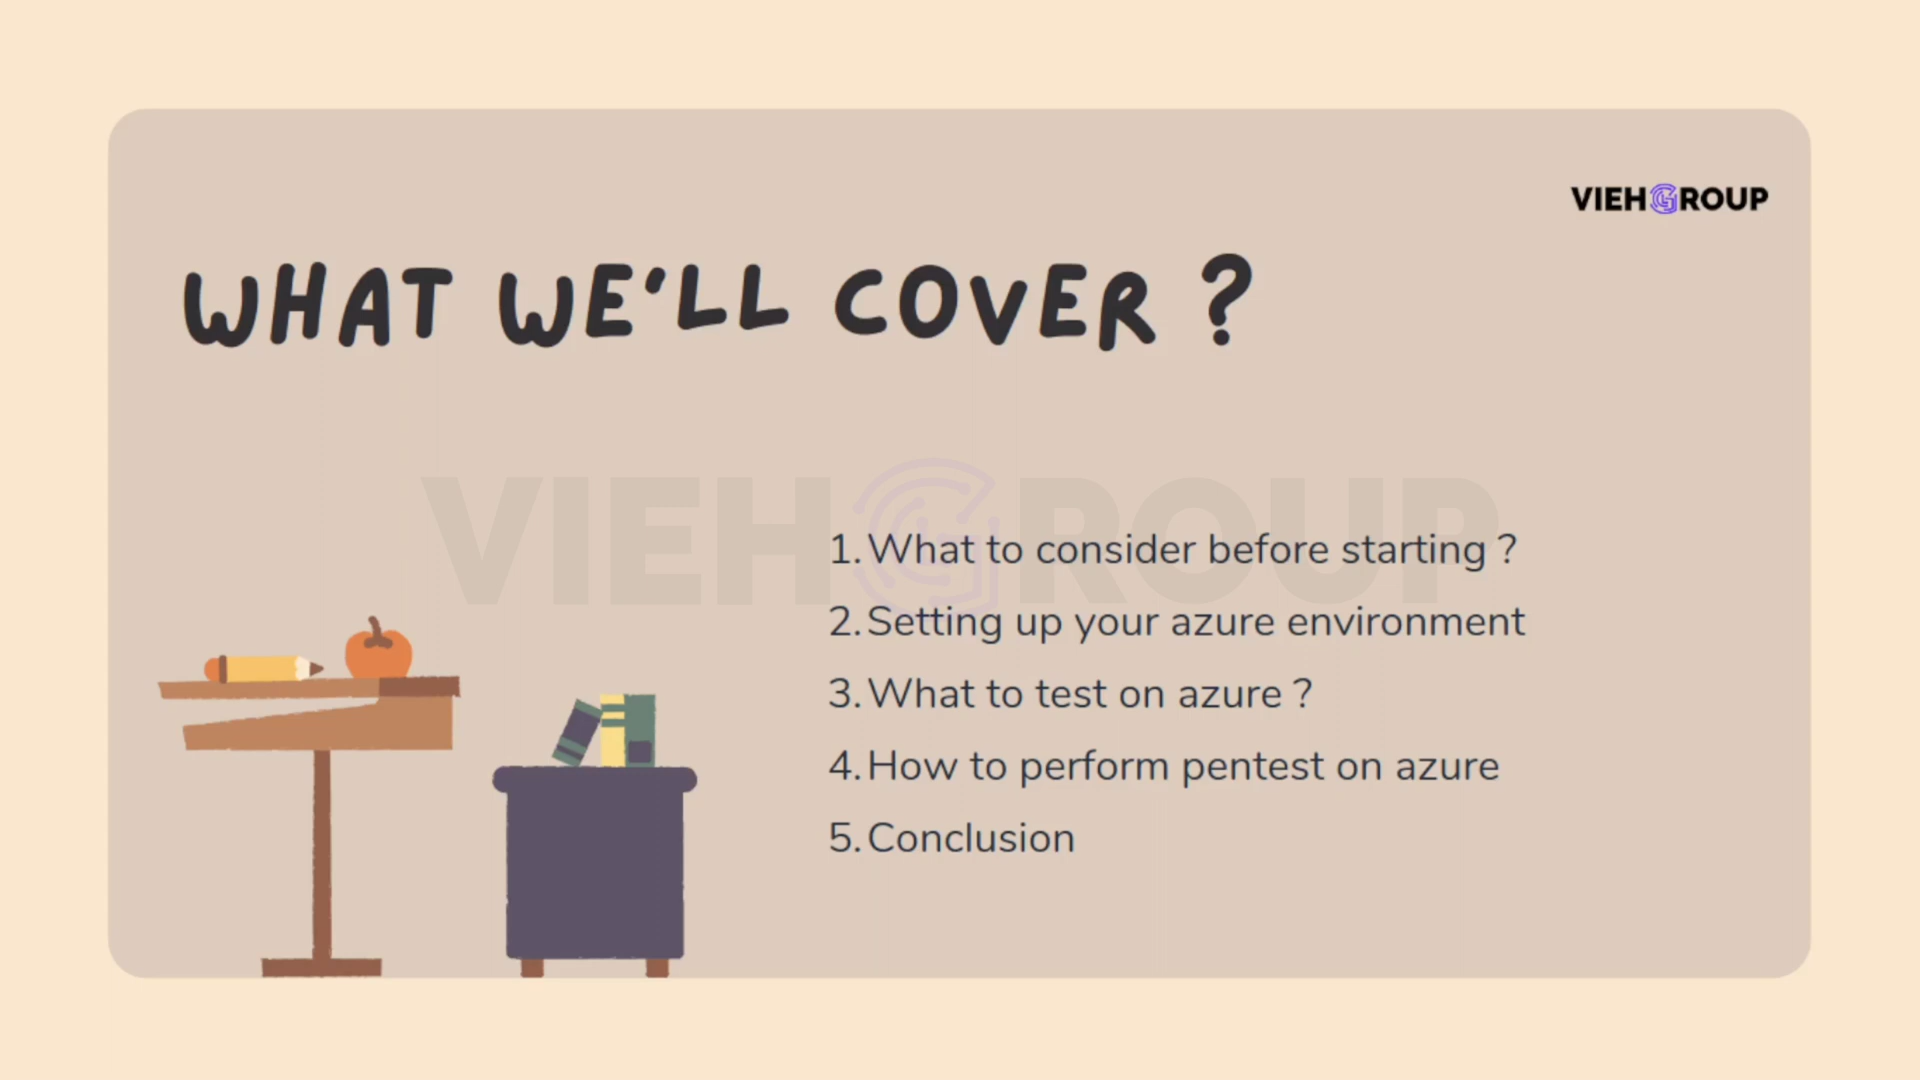 VIEHGROUP
WHAT WE'LL COVER ?
VIEHGROUP
1. What to consider before starting ?
2. Setting up your azure environment
3. What to test on azure ?
4. How to perform pentest on azure
5. Conclusion